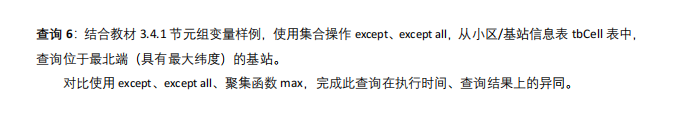 查询 6：结合教材 3.4.1 节元组变量样例，使用集合操作 except、except all，从小区/基站信息表 tbCell 表中，
查询位于最北端（具有最大纬度）的基站。
对比使用 except、except all、聚集函数 max，完成此查询在执行时间、查询结果上的异同。